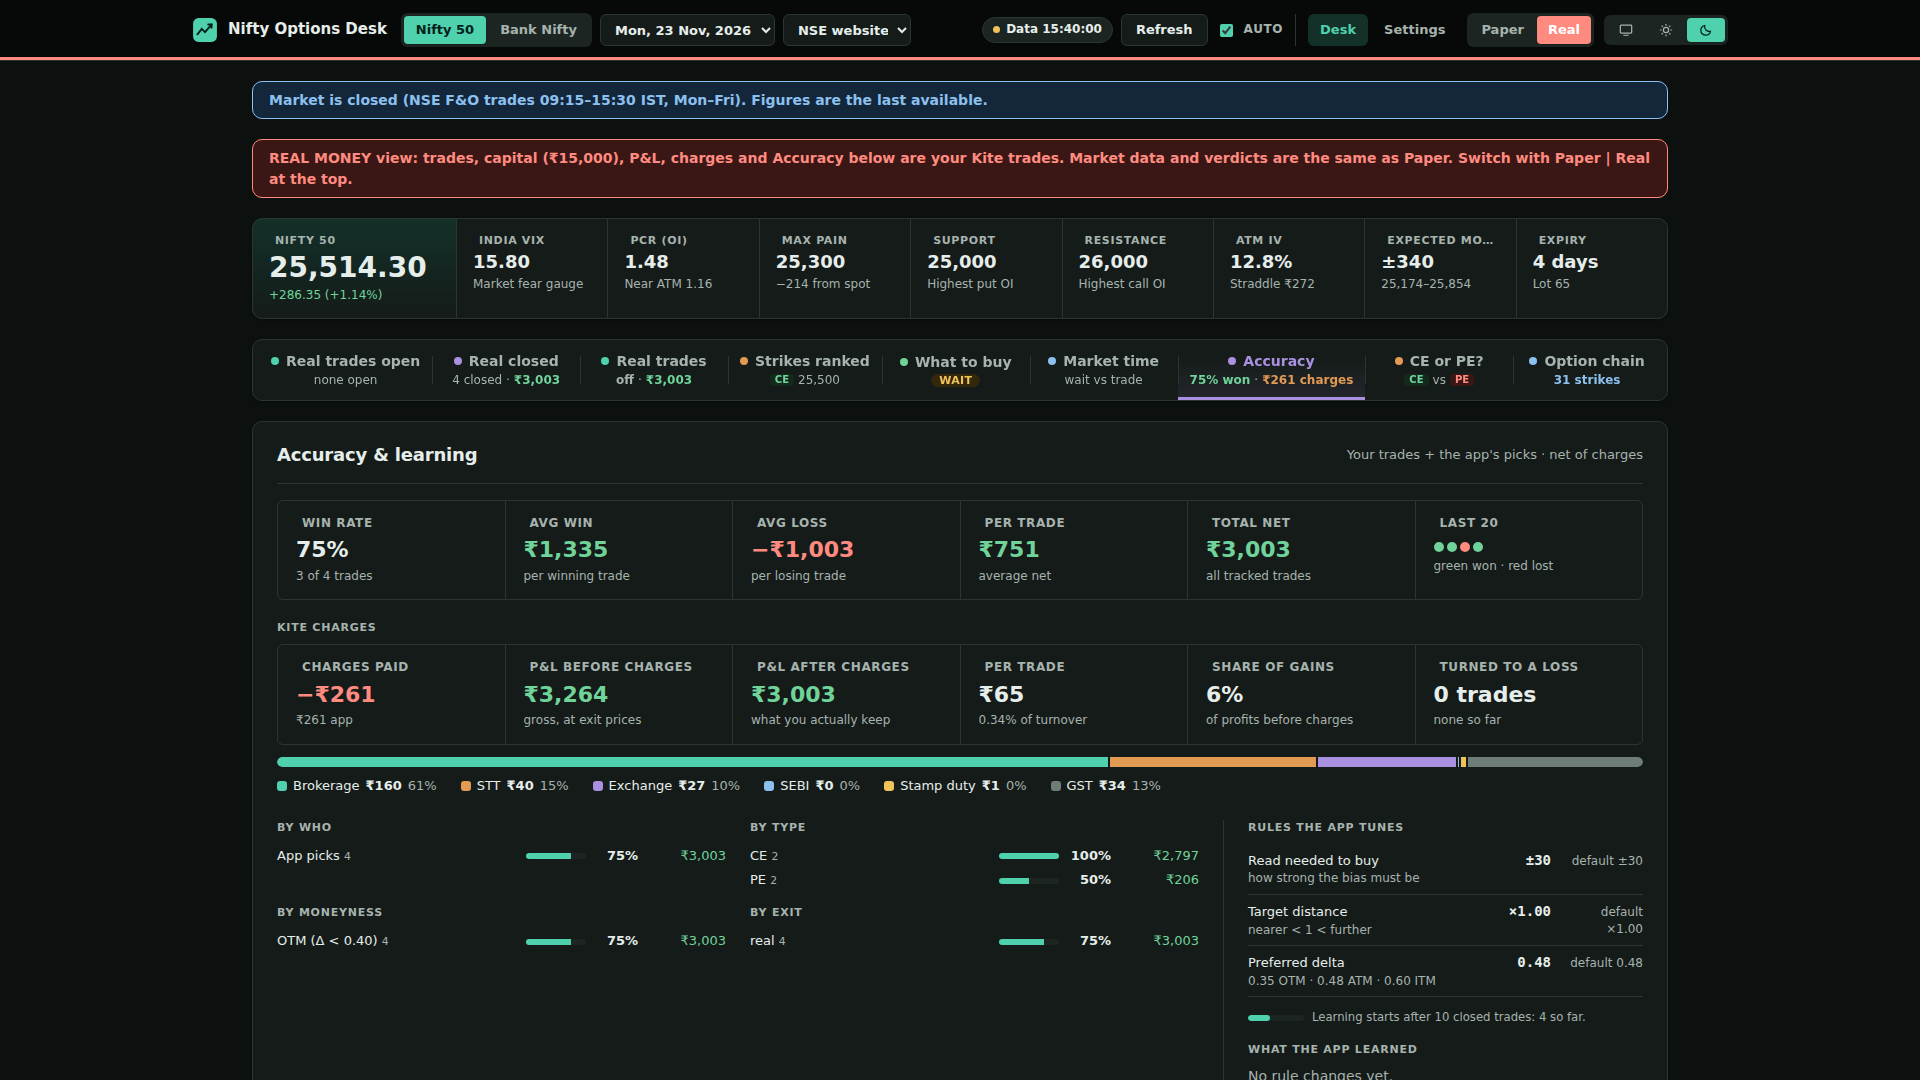 Nifty Options Desk
Nifty 50
Bank Nifty
Mon, 23 Nov, 2026
NSE website
Data 15:40:00
Refresh
AUTO
Desk
Settings
Paper
Real
Market is closed (NSE F&O trades 09:15–15:30 IST, Mon–Fri). Figures are the last available.
REAL MONEY view: trades, capital (₹15,000), P&L, charges and Accuracy below are your Kite trades. Market data and verdicts are the same as Paper. Switch with Paper | Real
at the top.
NIFTY 50
25,514.30
+286.35 (+1.14%)
INDIA VIX
15.80
Market fear gauge
PCR (OI)
1.48
Near ATM 1.16
MAX PAIN
25,300
−214 from spot
SUPPORT
25,000
Highest put OI
RESISTANCE
26,000
Highest call OI
ATM IV
12.8%
Straddle ₹272
EXPECTED MO…
±340
25,174–25,854
EXPIRY
4 days
Lot 65
Real trades open
none open
Real closed
4 closed · ₹3,003
Real trades
off · ₹3,003
Strikes ranked
CE 25,500
What to buy
WAIT
Market time
wait vs trade
Accuracy
75% won · ₹261 charges
CE or PE?
CE vs PE
Option chain
31 strikes
Accuracy & learning
Your trades + the app's picks · net of charges
WIN RATE
75%
3 of 4 trades
AVG WIN
₹1,335
per winning trade
AVG LOSS
−₹1,003
per losing trade
PER TRADE
₹751
average net
TOTAL NET
₹3,003
all tracked trades
LAST 20
green won · red lost
KITE CHARGES
CHARGES PAID
−₹261
₹261 app
P&L BEFORE CHARGES
₹3,264
gross, at exit prices
P&L AFTER CHARGES
₹3,003
what you actually keep
PER TRADE
₹65
0.34% of turnover
SHARE OF GAINS
6%
of profits before charges
TURNED TO A LOSS
0 trades
none so far
Brokerage ₹160 61%
STT ₹40 15%
Exchange ₹27 10%
SEBI ₹0 0%
Stamp duty ₹1 0%
GST ₹34 13%
BY WHO
App picks 4 75% ₹3,003
BY TYPE
CE 2 100% ₹2,797
PE 2 50% ₹206
BY MONEYNESS
OTM (Δ < 0.40) 4 75% ₹3,003
BY EXIT
real 4 75% ₹3,003
RULES THE APP TUNES
Read needed to buy ±30 default ±30
how strong the bias must be
Target distance ×1.00 default
nearer < 1 < further ×1.00
Preferred delta 0.48 default 0.48
0.35 OTM · 0.48 ATM · 0.60 ITM
Learning starts after 10 closed trades: 4 so far.
WHAT THE APP LEARNED
No rule changes yet.